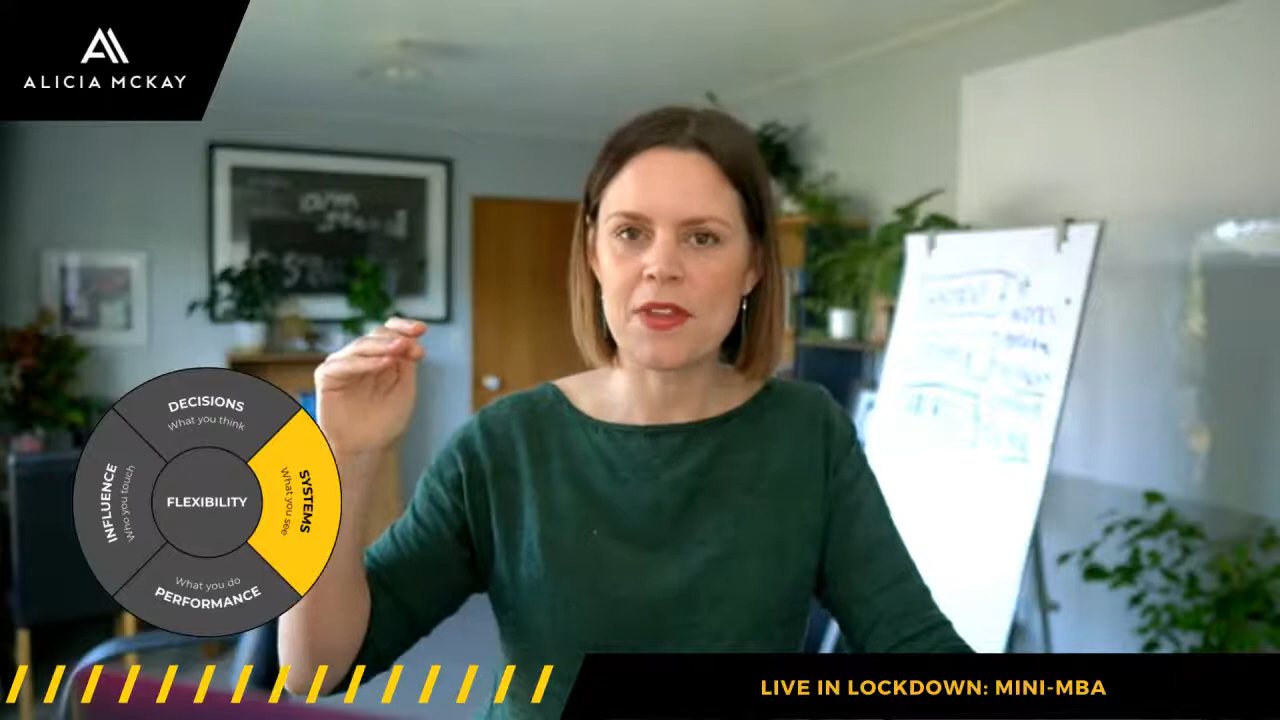 ALICIA MCKAY
DECISIONS
What you think
SYSTEMS
What you see
FLEXIBILITY
INFLUENCE
Who you touch
What you do
PERFORMANCE
LIVE IN LOCKDOWN: MINI-MBA